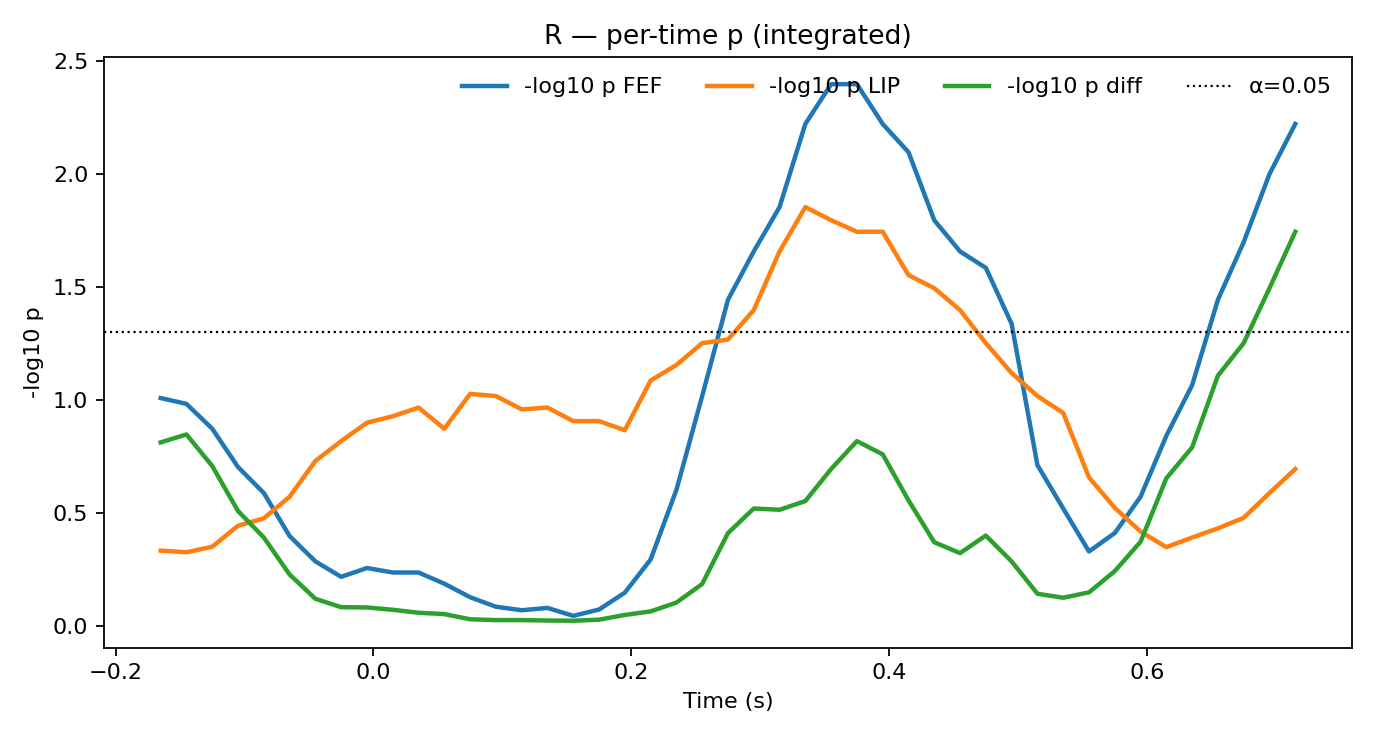 R — per-time p (integrated)
-log10 p FEF
-log10 p LIP
-log10 p diff
α=0.05
-log10 p
2.5
2.0
1.5
1.0
0.5
0.0
−0.2
0.0
0.2
0.4
0.6
Time (s)